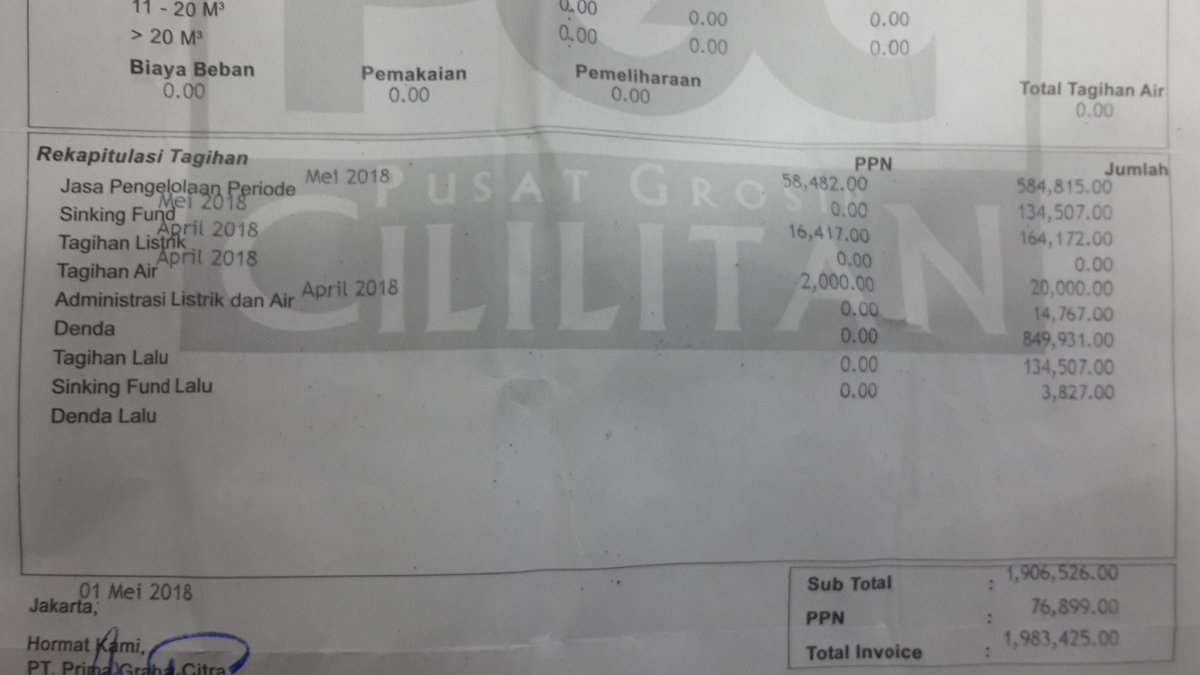 11 - 20 M³ 0.00 0.00 0.00
> 20 M³ 0.00 0.00 0.00
Biaya Beban Pemakaian Pemeliharaan Total Tagihan Air
0.00 0.00 0.00 0.00
Rekapitulasi Tagihan PPN Jumlah
Jasa Pengelolaan Periode Mei 2018 58,482.00 584,815.00
Sinking Fund Mei 2018 0.00 134,507.00
Tagihan Listrik April 2018 16,417.00 164,172.00
Tagihan Air April 2018 0.00 0.00
Administrasi Listrik dan Air April 2018 2,000.00 20,000.00
Denda 0.00 14,767.00
Tagihan Lalu 0.00 849,931.00
Sinking Fund Lalu 0.00 134,507.00
Denda Lalu 0.00 3,827.00
PUSAT GROSIR
CILILITAN
Jakarta, 01 Mei 2018
Hormat Kami,
PT. Prima Graha Citra
Sub Total : 1,906,526.00
PPN : 76,899.00
Total Invoice : 1,983,425.00